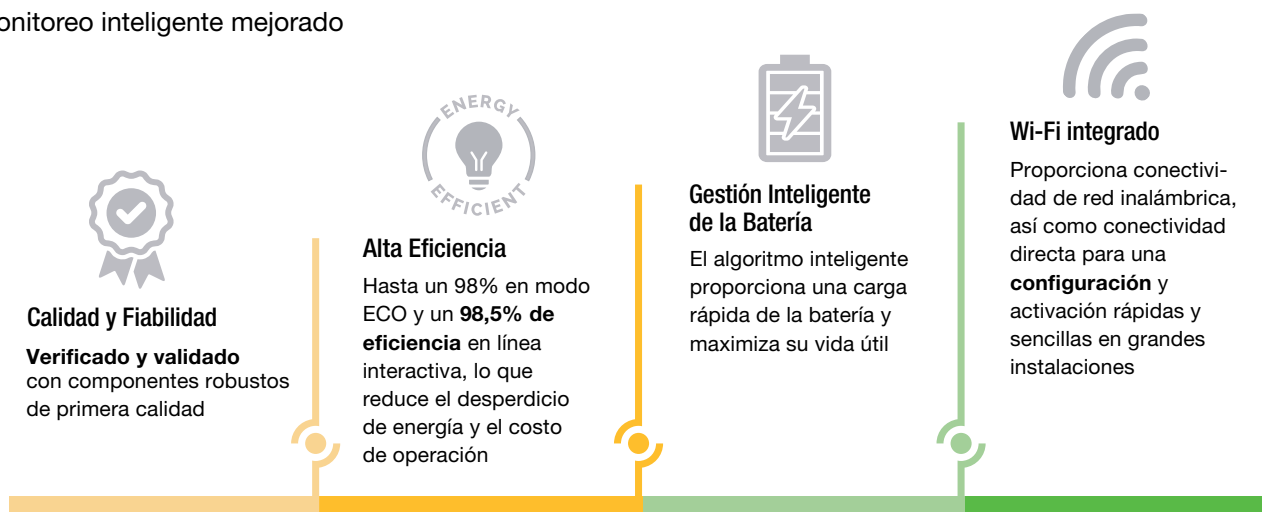 onitoreo inteligente mejorado
Calidad y Fiabilidad
Verificado y validado
con componentes robustos
de primera calidad
ENERGY
EFFICIENT
Alta Eficiencia
Hasta un 98% en modo
ECO y un 98,5% de
eficiencia en línea
interactiva, lo que
reduce el desperdicio
de energía y el costo
de operación
Gestión Inteligente
de la Batería
El algoritmo inteligente
proporciona una carga
rápida de la batería y
maximiza su vida útil
Wi-Fi integrado
Proporciona conectivi-
dad de red inalámbrica,
así como conectividad
directa para una
configuración y
activación rápidas y
sencillas en grandes
instalaciones